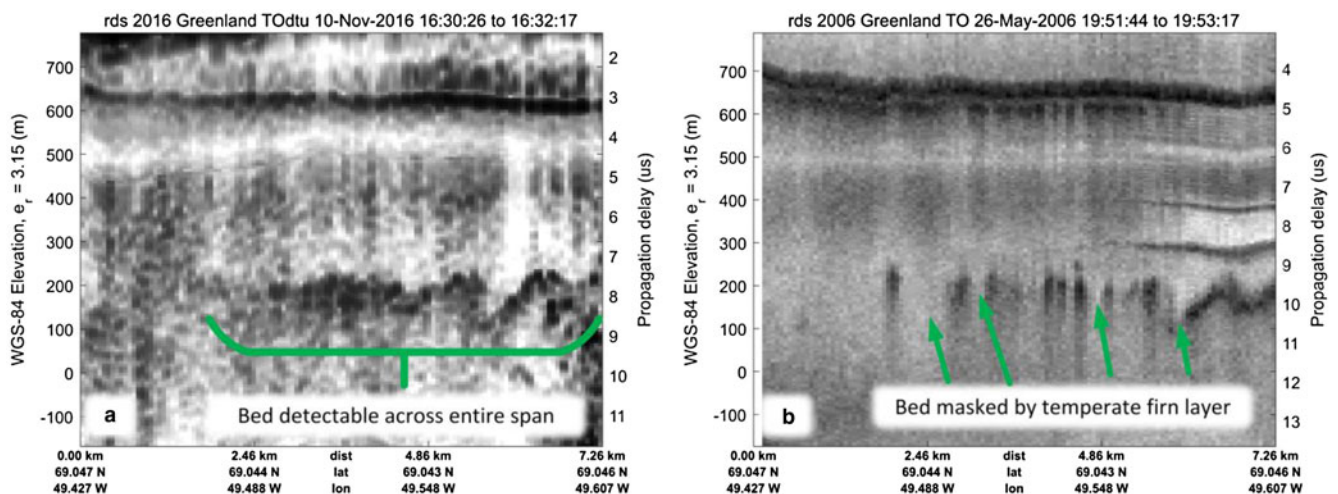 rds 2016 Greenland TOdtu 10-Nov-2016 16:30:26 to 16:32:17
WGS-84 Elevation, e_r = 3.15 (m)
700
600
500
400
300
200
100
0
-100
2
3
4
5
6
7
8
9
10
11
Propagation delay (us)
a
Bed detectable across entire span
0.00 km 2.46 km dist 4.86 km 7.26 km
69.047 N 69.044 N lat 69.043 N 69.046 N
49.427 W 49.488 W lon 49.548 W 49.607 W
rds 2006 Greenland TO 26-May-2006 19:51:44 to 19:53:17
WGS-84 Elevation, e_r = 3.15 (m)
700
600
500
400
300
200
100
0
-100
4
5
6
7
8
9
10
11
12
13
Propagation delay (us)
b
Bed masked by temperate firn layer
0.00 km 2.46 km dist 4.86 km 7.26 km
69.047 N 69.044 N lat 69.043 N 69.046 N
49.427 W 49.488 W lon 49.548 W 49.607 W